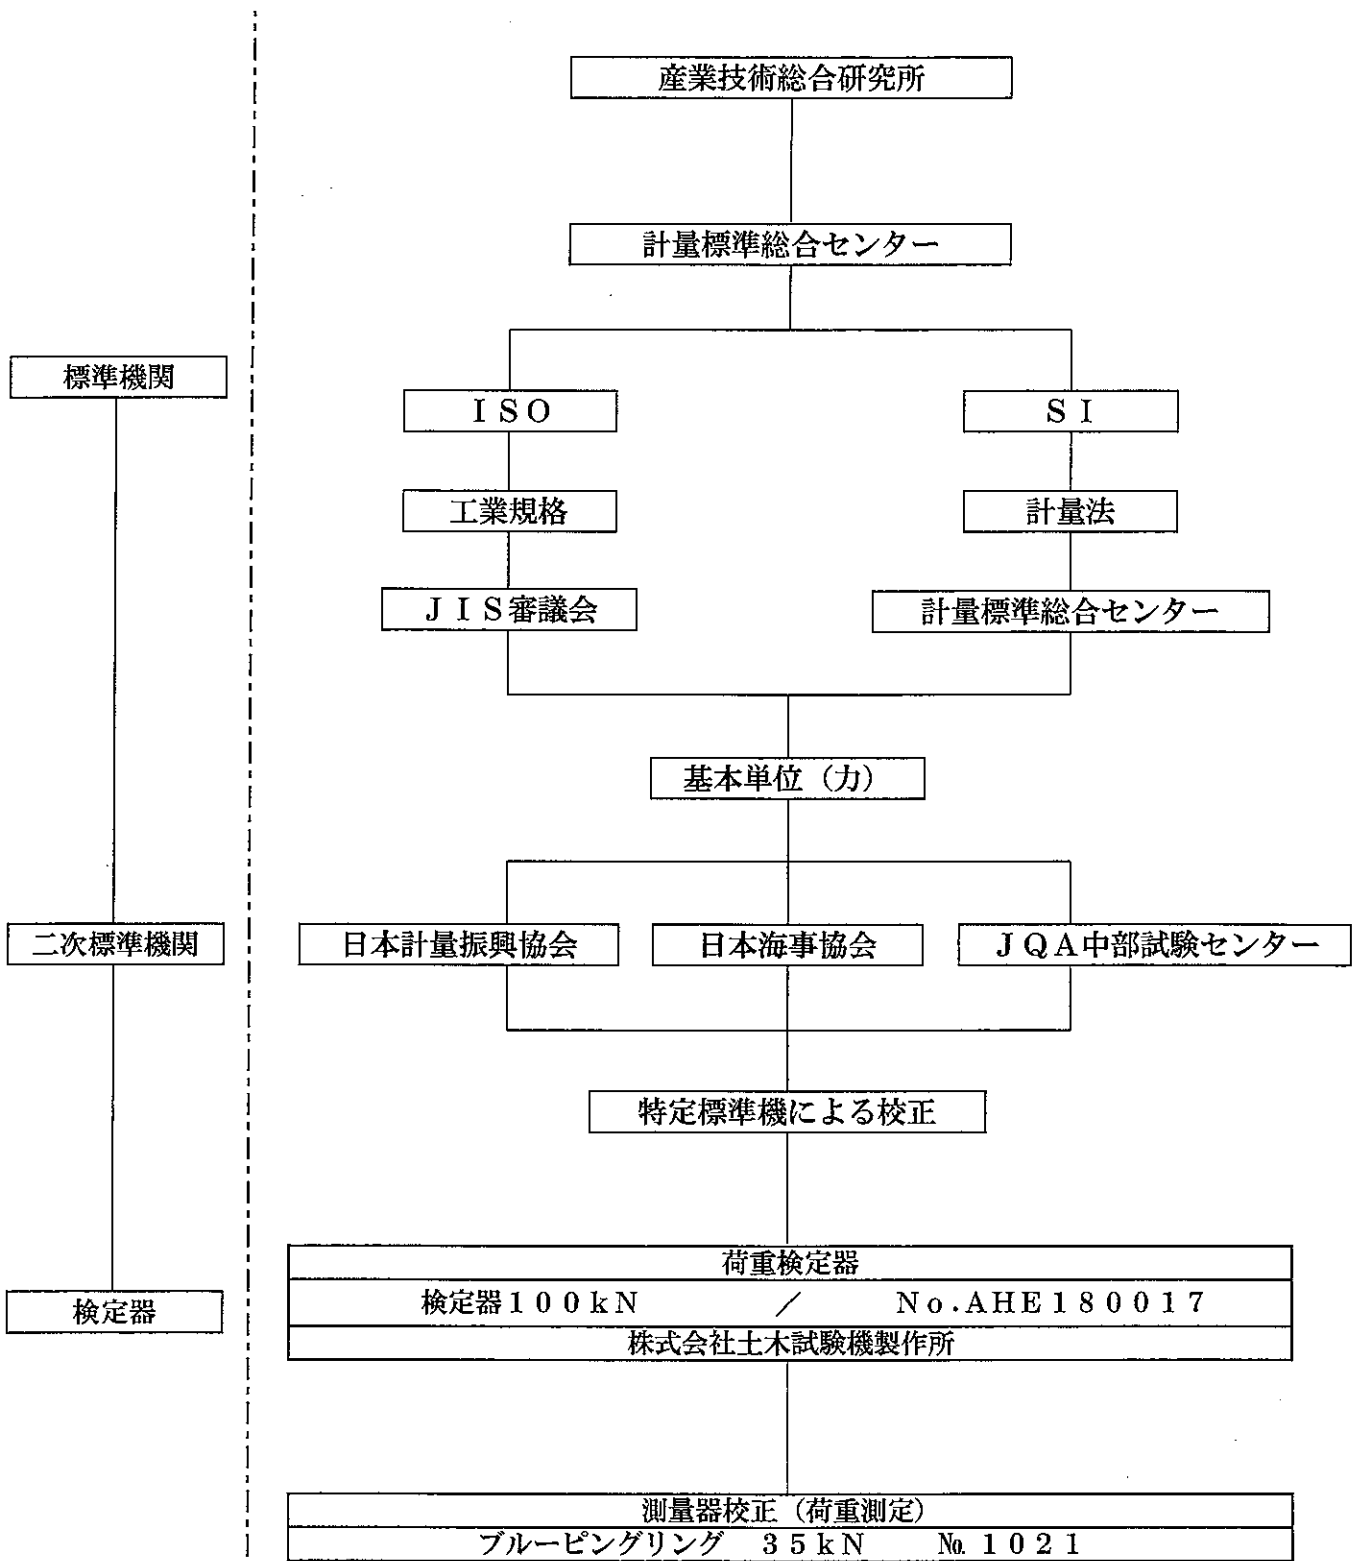 産業技術総合研究所
計量標準総合センター
標準機関
ISO
SI
工業規格
計量法
JIS審議会
計量標準総合センター
基本単位（力）
二次標準機関
日本計量振興協会
日本海事協会
JQA中部試験センター
特定標準機による校正
荷重検定器
検定器100kN ／ No.AHE180017
検定器
株式会社土木試験機製作所
測量器校正（荷重測定）
ブルーピングリング 35kN № 1021